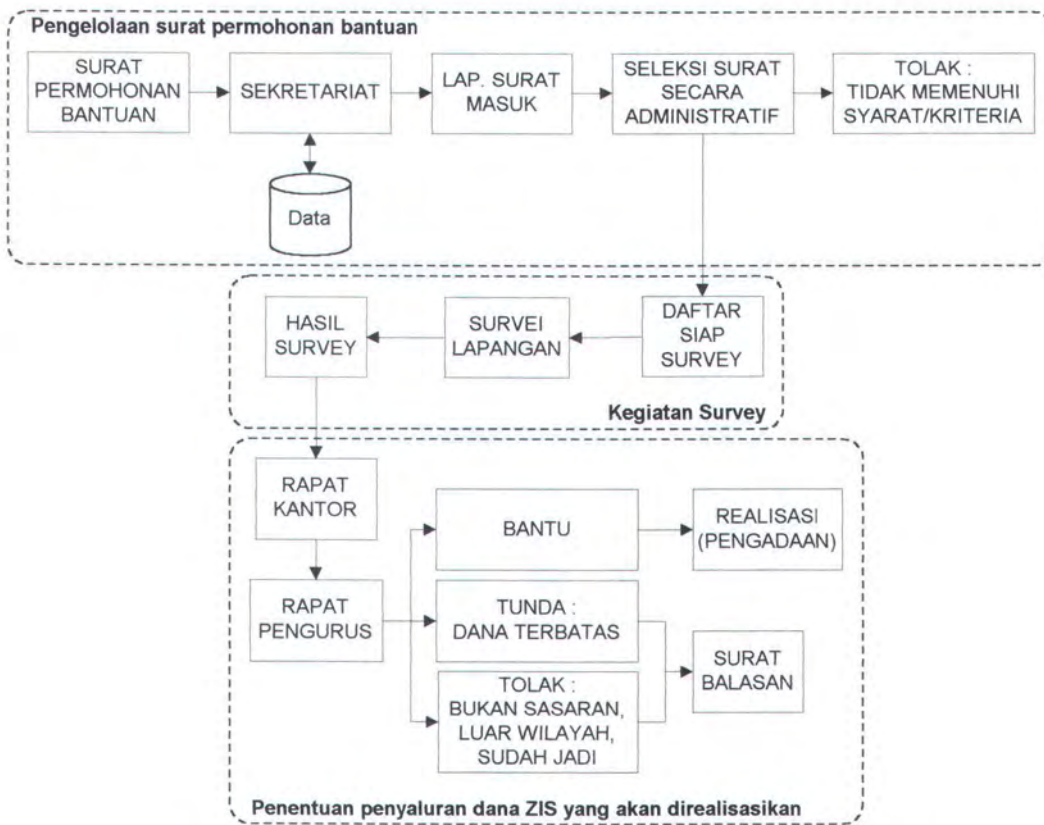 Pengelolaan surat permohonan bantuan
SURAT
PERMOHONAN
BANTUAN
SEKRETARIAT
LAP. SURAT
MASUK
SELEKSI SURAT
SECARA
ADMINISTRATIF
TOLAK :
TIDAK MEMENUHI
SYARAT/KRITERIA
Data
HASIL
SURVEY
SURVEI
LAPANGAN
DAFTAR
SIAP
SURVEY
Kegiatan Survey
RAPAT
KANTOR
BANTU
REALISASI
(PENGADAAN)
RAPAT
PENGURUS
TUNDA :
DANA TERBATAS
SURAT
BALASAN
TOLAK :
BUKAN SASARAN,
LUAR WILAYAH,
SUDAH JADI
Penentuan penyaluran dana ZIS yang akan direalisasikan